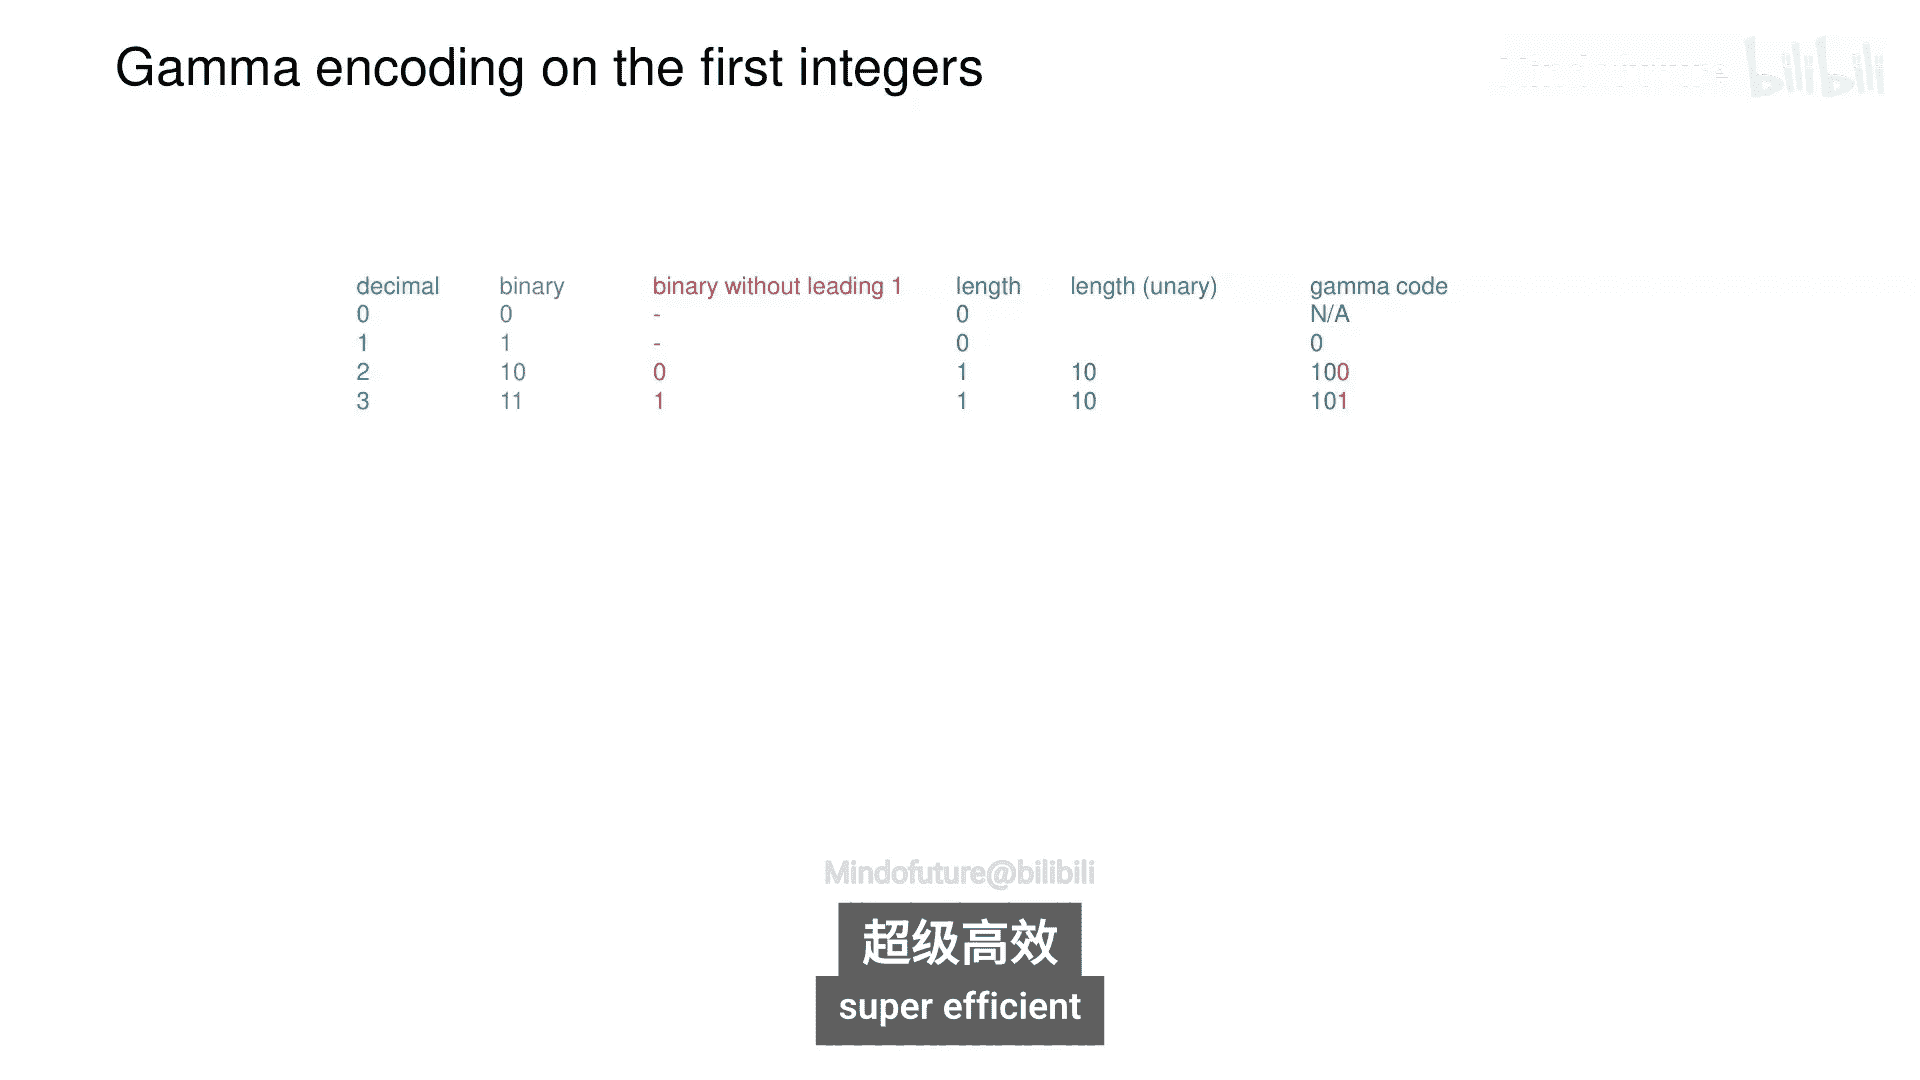 Gamma encoding on the first integers
bilibili
decimal binary binary without leading 1 length length (unary) gamma code
0 0 - 0 N/A
1 1 - 0 0
2 10 0 1 10 100
3 11 1 1 10 101
Mindofuture@bilibili
超级高效
super efficient